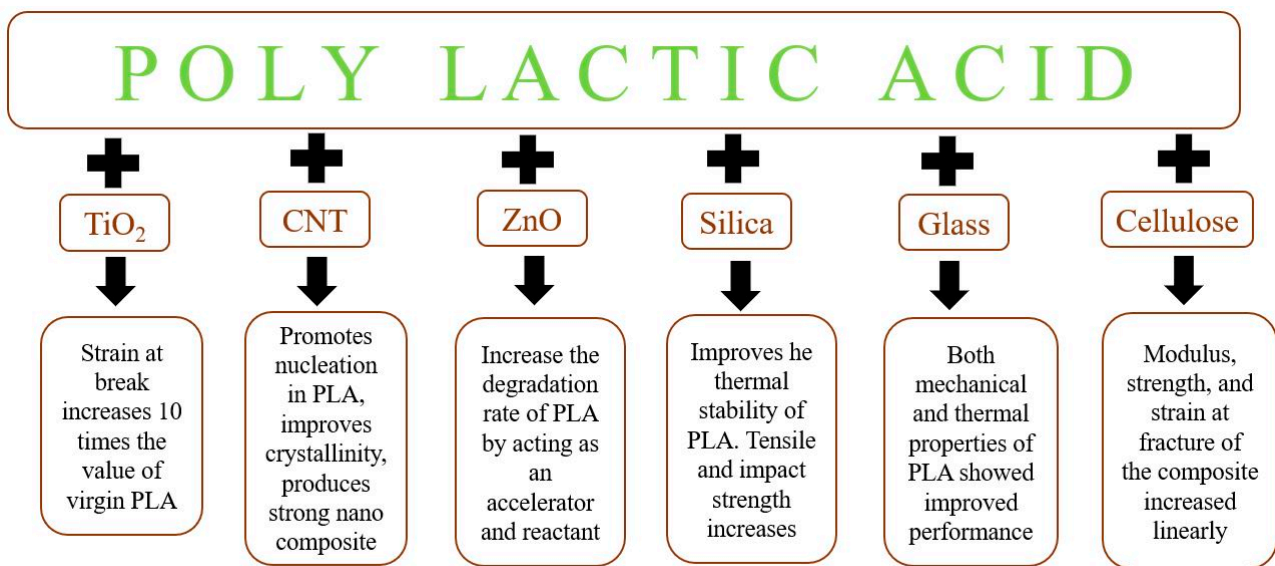 POLY LACTIC ACID
TiO₂
CNT
ZnO
Silica
Glass
Cellulose
Strain at
break
increases 10
times the
value of
virgin PLA
Promotes
nucleation
in PLA,
improves
crystallinity,
produces
strong nano
composite
Increase the
degradation
rate of PLA
by acting as
an
accelerator
and reactant
Improves he
thermal
stability of
PLA. Tensile
and impact
strength
increases
Both
mechanical
and thermal
properties of
PLA showed
improved
performance
Modulus,
strength, and
strain at
fracture of
the composite
increased
linearly